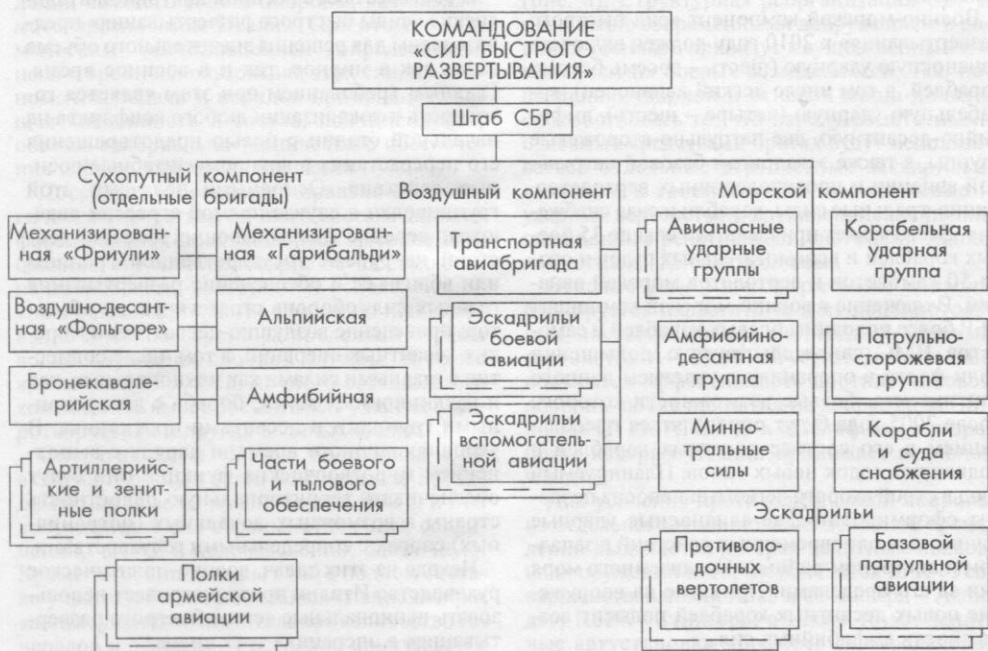 КОМАНДОВАНИЕ
«СИЛ БЫСТРОГО
РАЗВЕРТЫВАНИЯ»
Штаб СБР
Сухопутный компонент
(отдельные бригады)
Механизирован-
ная «Фриули»
Механизирован-
ная «Гарибальди»
Воздушно-десант-
ная «Фольгоре»
Альпийская
Бронекавале-
рийская
Амфибийная
Артиллерийс-
кие и зенит-
ные полки
Части боевого
и тылового
обеспечения
Полки
армейской
авиации
Воздушный компонент
Транспортная
авиабригада
Эскадрильи
боевой
авиации
Эскадрильи
вспомогатель-
ной авиации
Морской компонент
Авианосные
ударные
группы
Корабельная
группа
Амфибийно-
десантная
группа
Патрульно-
сторожевая
группа
Минно-
тральные
силы
Корабли
и суда
снабжения
Эскадрильи
Противоло-
дочных
вертолетов
Базовой
патрульной
авиации